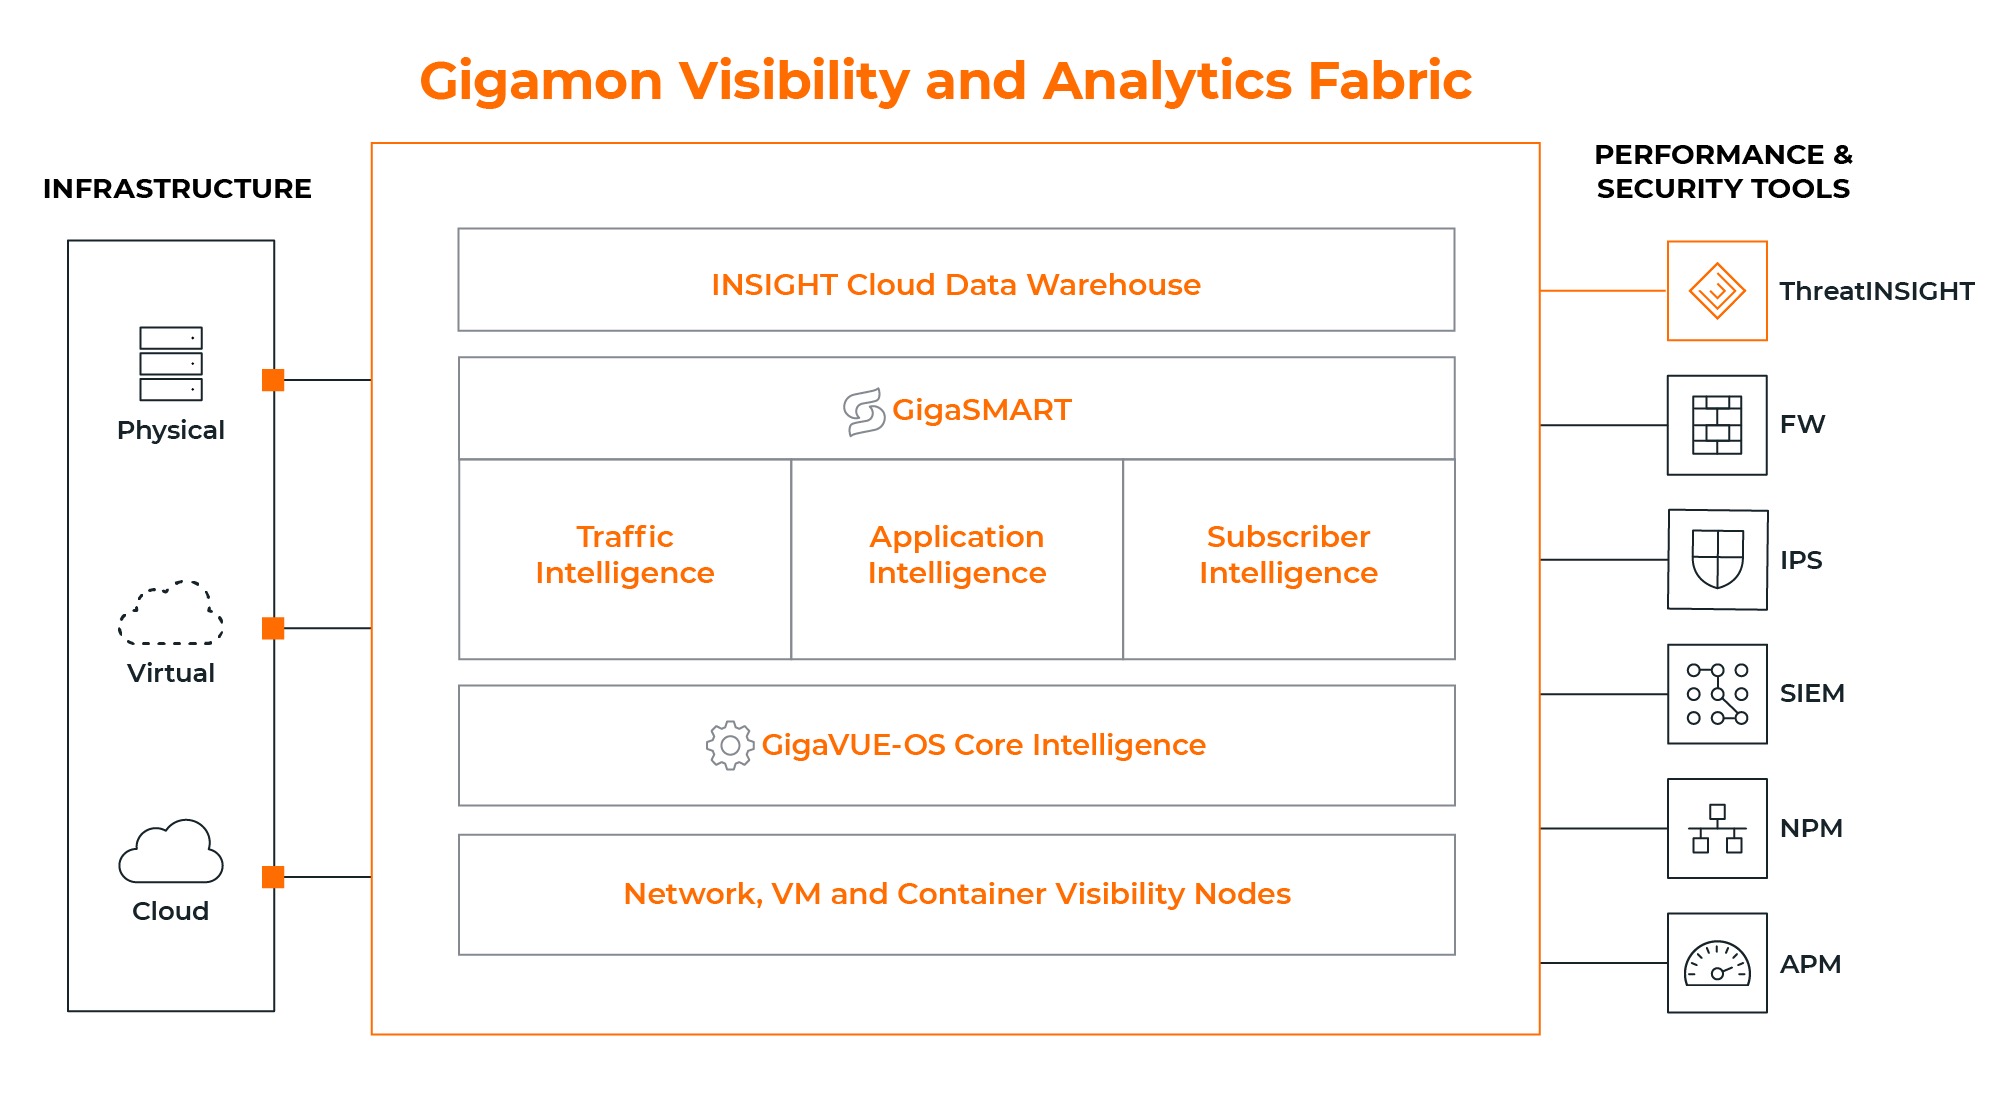 Gigamon Visibility and Analytics Fabric
INFRASTRUCTURE
Physical
Virtual
Cloud
INSIGHT Cloud Data Warehouse
GigaSMART
Traffic
Intelligence
Application
Intelligence
Subscriber
Intelligence
GigaVUE-OS Core Intelligence
Network, VM and Container Visibility Nodes
PERFORMANCE &
SECURITY TOOLS
ThreatINSIGHT
FW
IPS
SIEM
NPM
APM